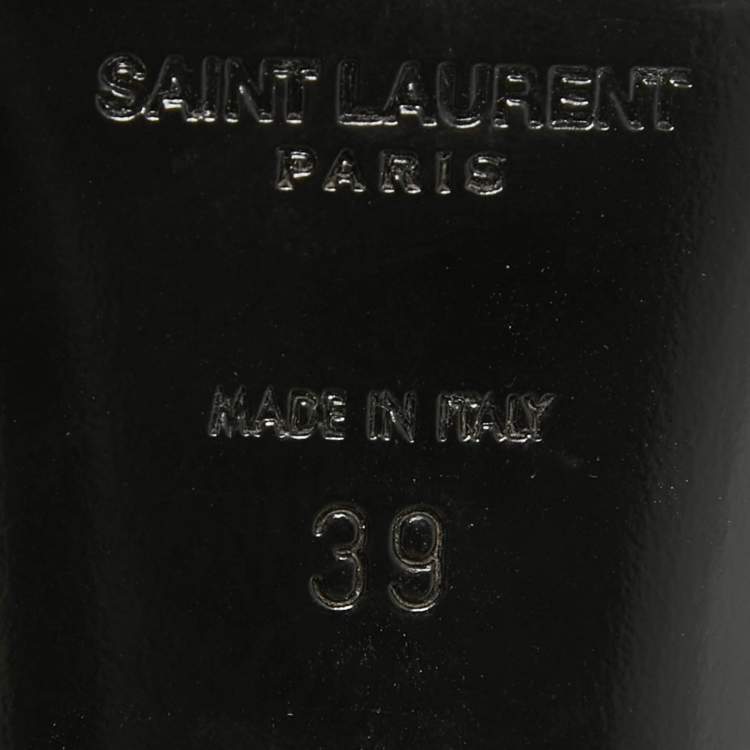 SAINT LAURENT
PARIS
MADE IN ITALY
39